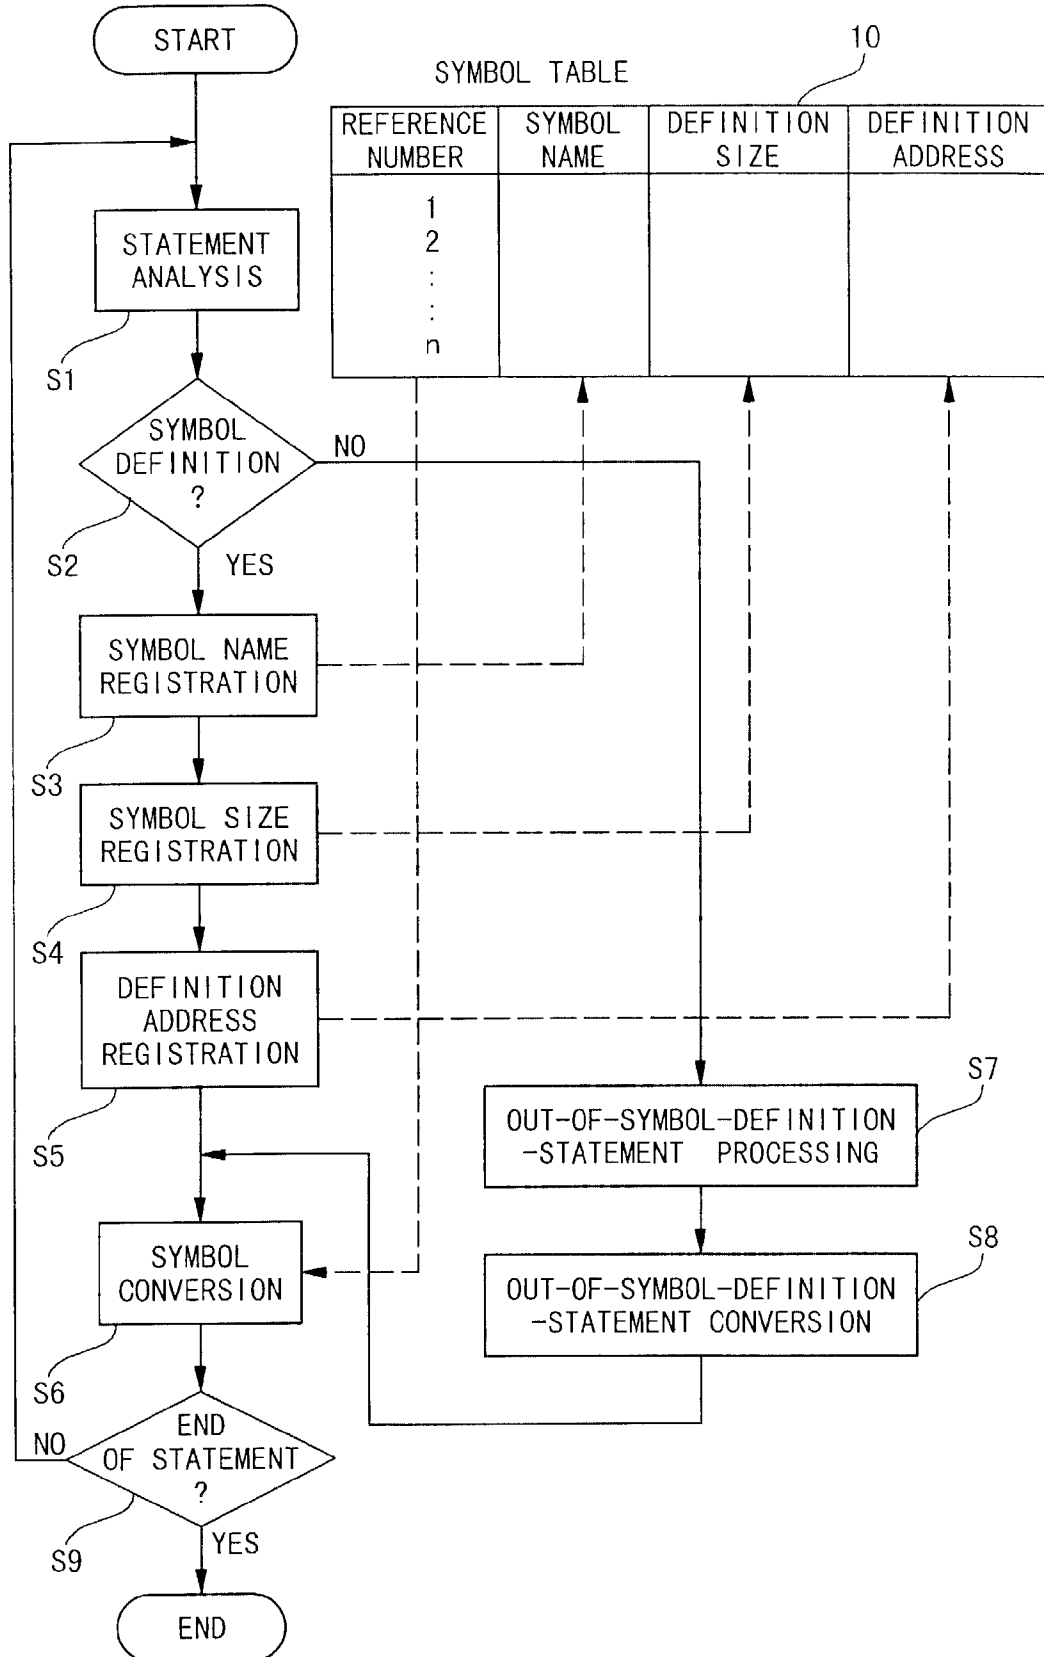 START
10
SYMBOL TABLE
REFERENCE NUMBER
SYMBOL NAME
DEFINITION SIZE
DEFINITION ADDRESS
1
2
:
:
n
STATEMENT
ANALYSIS
S1
SYMBOL
DEFINITION
?
NO
S2
YES
SYMBOL NAME
REGISTRATION
S3
SYMBOL SIZE
REGISTRATION
S4
DEFINITION
ADDRESS
REGISTRATION
S5
S7
OUT-OF-SYMBOL-DEFINITION
-STATEMENT PROCESSING
SYMBOL
CONVERSION
S6
S8
OUT-OF-SYMBOL-DEFINITION
-STATEMENT CONVERSION
END
OF STATEMENT
?
NO
S9
YES
END